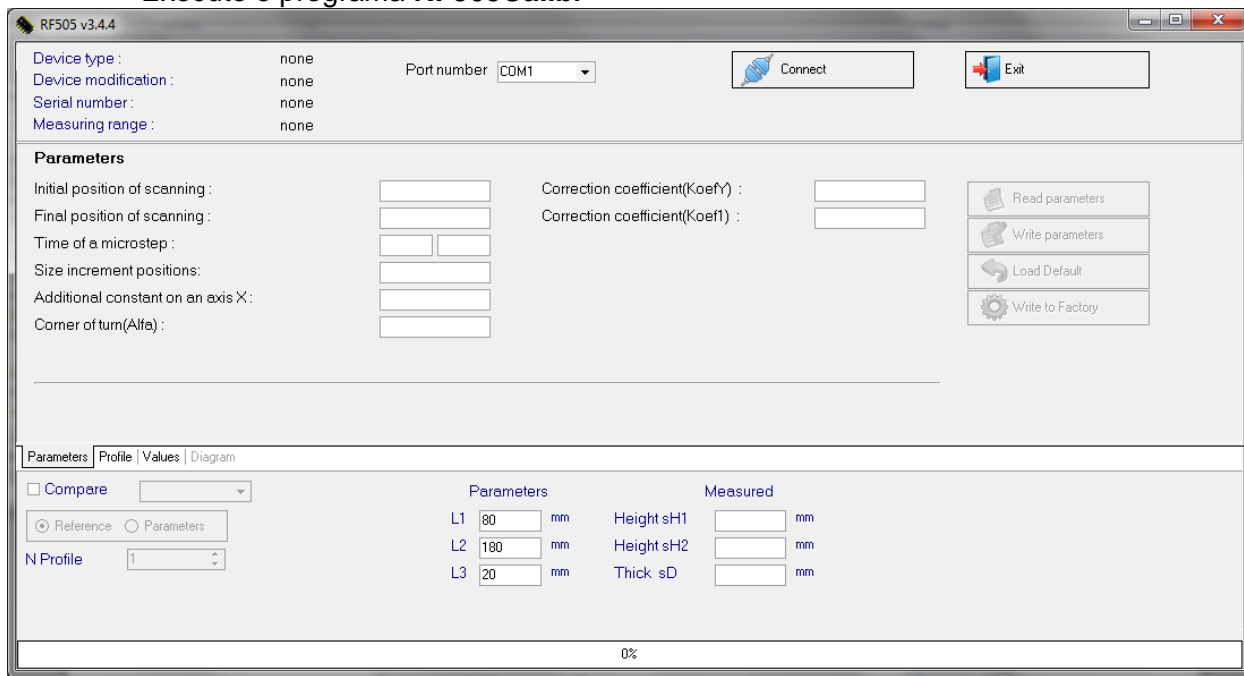 Execute o programa RF505Calib.
RF505 v3.4.4
Device type : none
Device modification : none
Serial number : none
Measuring range : none
Port number COM1
Connect
Exit
Parameters
Initial position of scanning :
Final position of scanning :
Time of a microstep :
Size increment positions:
Additional constant on an axis X :
Corner of turn(Alfa) :
Correction coefficient(KoefY) :
Correction coefficient(Koef1) :
Read parameters
Write parameters
Load Default
Write to Factory
Parameters Profile Values Diagram
Compare
Reference Parameters
N Profile 1
Parameters Measured
L1 80 mm Height sH1 mm
L2 180 mm Height sH2 mm
L3 20 mm Thick sD mm
0%